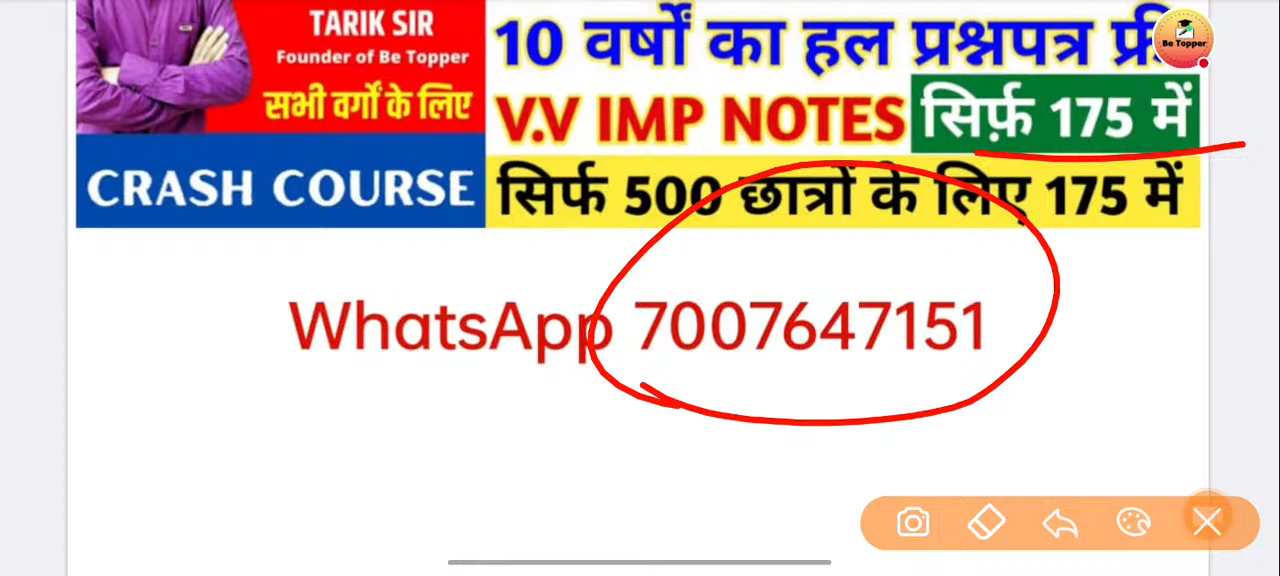 TARIK SIR
Founder of Be Topper
सभी वर्गों के लिए
CRASH COURSE
10 वर्षों का हल प्रश्नपत्र फ्री
V.V IMP NOTES
सिर्फ़ 175 में
सिर्फ 500 छात्रों के लिए 175 में
Be Topper
WhatsApp 7007647151